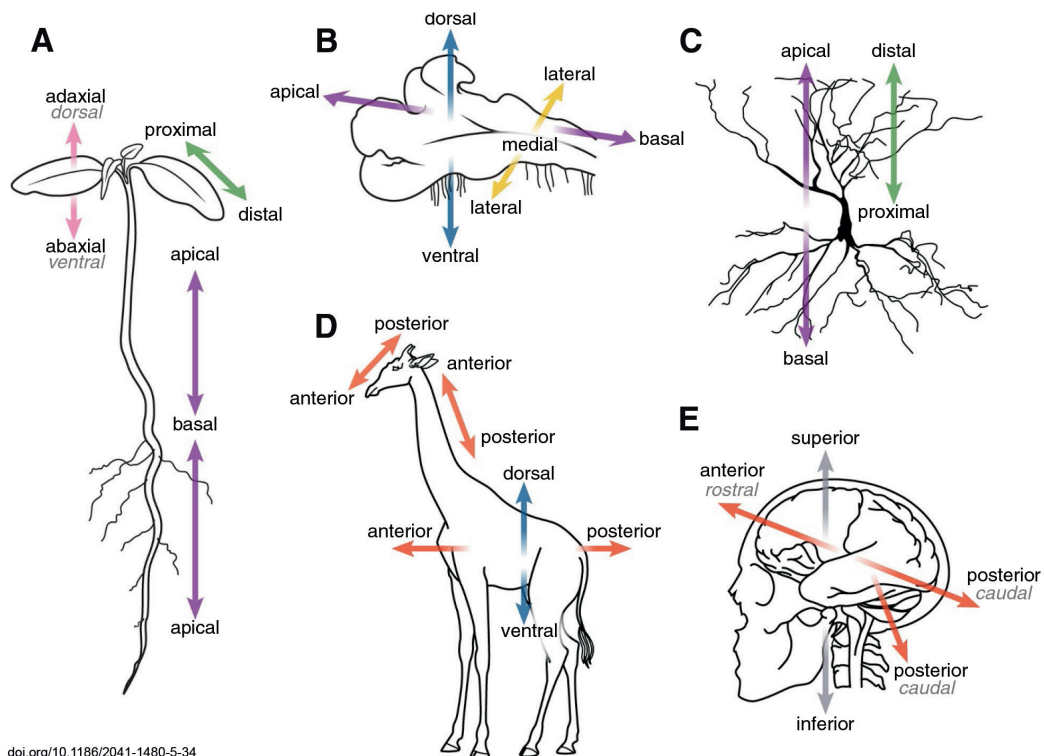 A
adaxial
dorsal
proximal
distal
abaxial
ventral
apical
basal
apical
B
dorsal
apical
lateral
basal
medial
lateral
ventral
C
apical
distal
proximal
basal
D
posterior
anterior
anterior
posterior
dorsal
anterior
posterior
ventral
E
superior
anterior
rostral
posterior
caudal
posterior
caudal
inferior
doi.org/10.1186/2041-1480-5-34